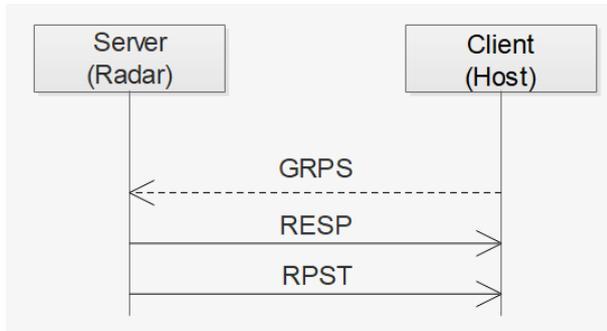 Server
(Radar)
Client
(Host)
GRPS
RESP
RPST